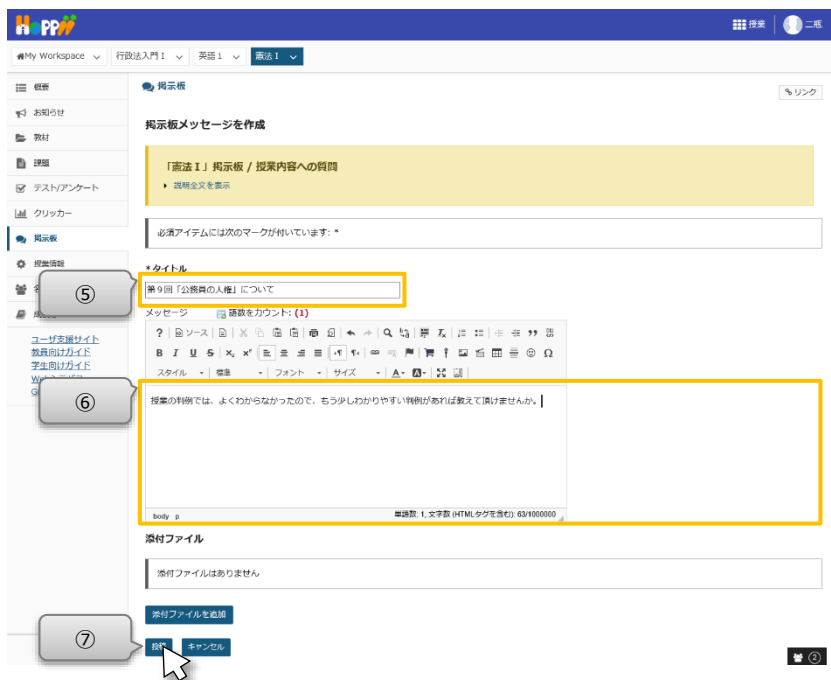 HOPPii
授業
二瓶
My Workspace
行政法入門Ⅰ
英語1
憲法Ⅰ
概要
お知らせ
教材
課題
テスト/アンケート
クリッカー
掲示板
授業情報
ユーザ支援サイト
教員向けガイド
学生向けガイド
掲示板
リンク
掲示板メッセージを作成
「憲法Ⅰ」掲示板 / 授業内容への質問
説明全文を表示
必須アイテムには次のマークが付いています: *
* タイトル
⑤
第9回「公務員の人権」について
メッセージ
語数をカウント: (1)
? ソース
B I U S x₂ x²
スタイル 標準 フォント サイズ A A
⑥
授業の判例では、よくわからなかったので、もう少しわかりやすい判例があれば教えて頂けませんか。
body p
単語数: 1, 文字数 (HTMLタグを含む): 63/1000000
添付ファイル
添付ファイルはありません
添付ファイルを追加
⑦
投稿
キャンセル
②